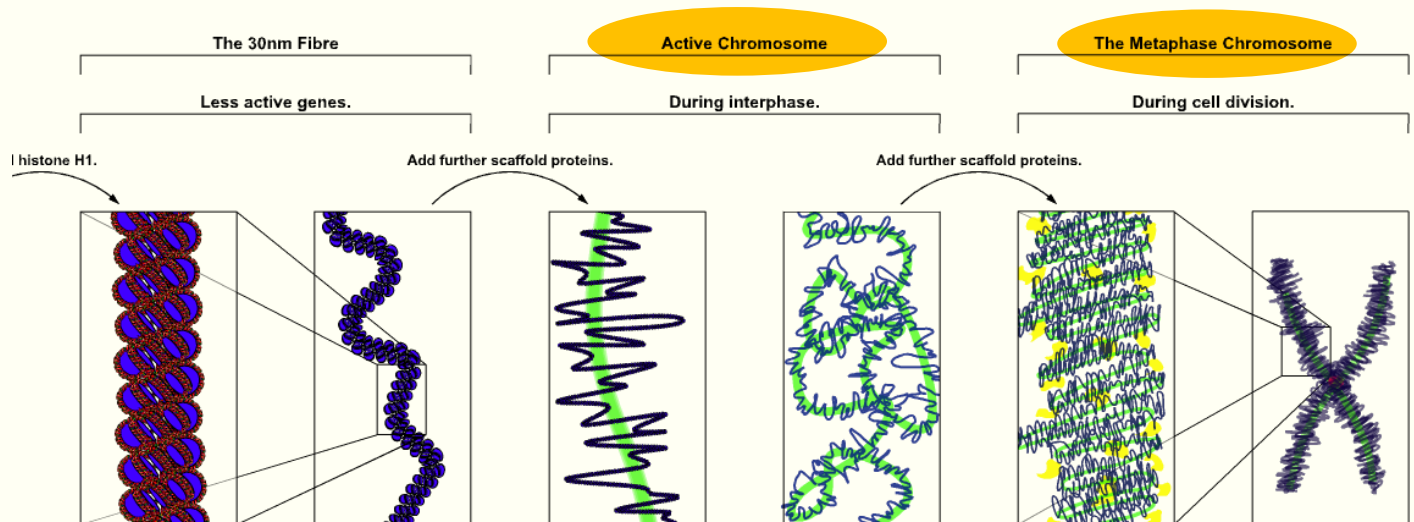 The 30nm Fibre
Active Chromosome
The Metaphase Chromosome
Less active genes.
During interphase.
During cell division.
histone H1.
Add further scaffold proteins.
Add further scaffold proteins.